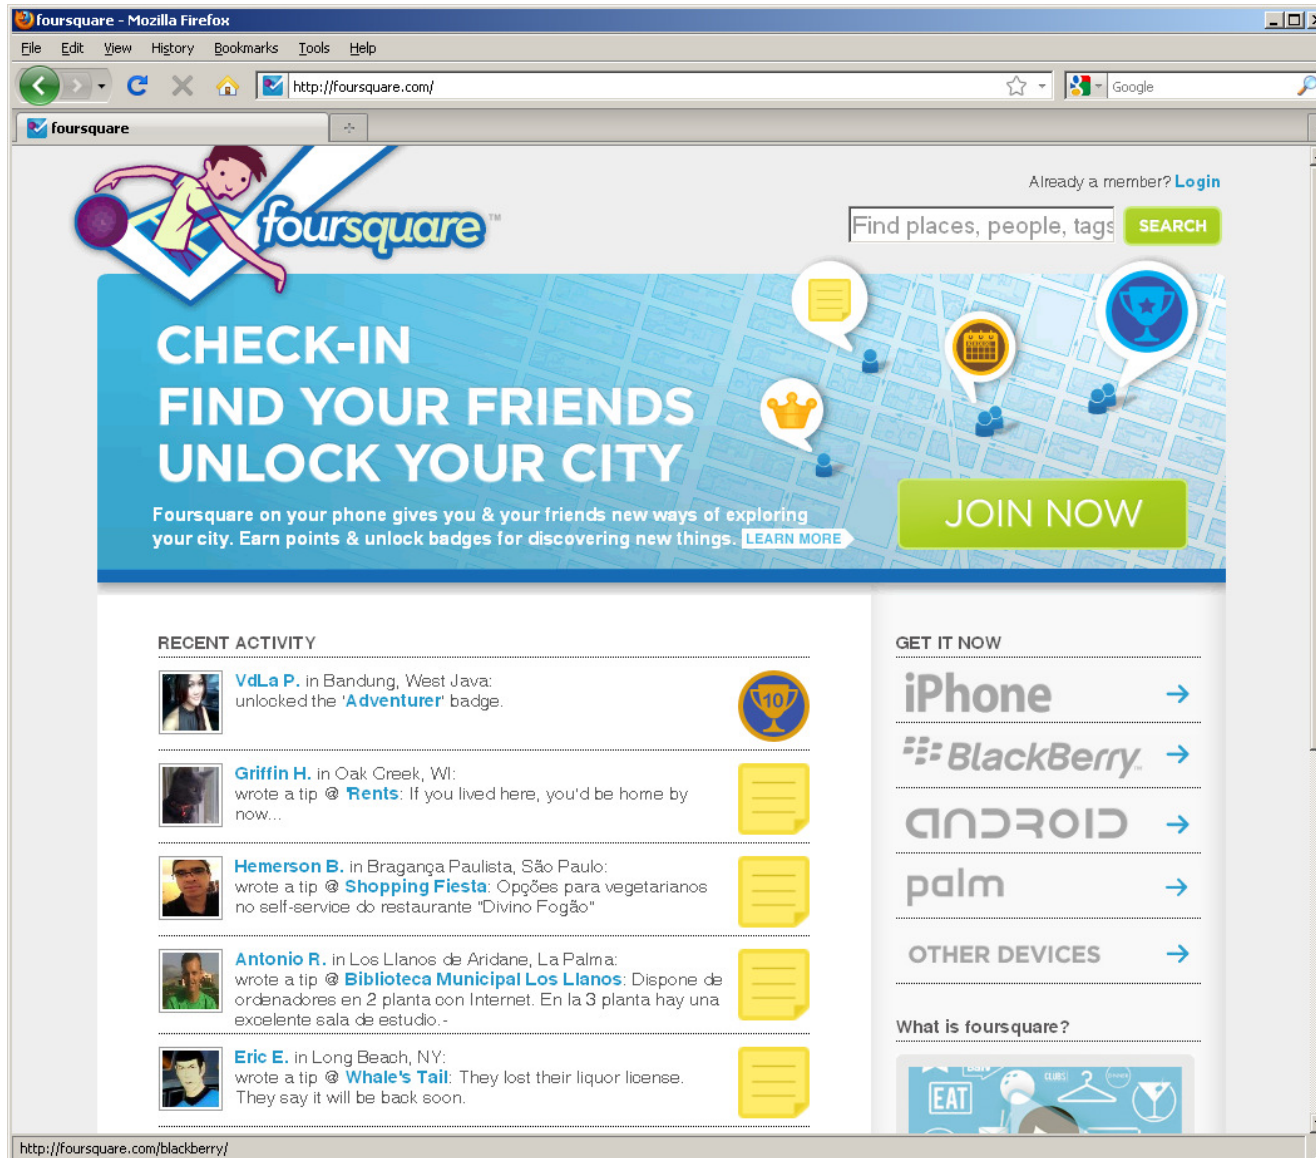 foursquare - Mozilla Firefox
File Edit View History Bookmarks Tools Help
http://foursquare.com/
Google
foursquare
Already a member? Login
foursquare™
Find places, people, tags
SEARCH
CHECK-IN
FIND YOUR FRIENDS
UNLOCK YOUR CITY
Foursquare on your phone gives you & your friends new ways of exploring
your city. Earn points & unlock badges for discovering new things. LEARN MORE
JOIN NOW
RECENT ACTIVITY
VdLa P. in Bandung, West Java:
unlocked the 'Adventurer' badge.
10
Griffin H. in Oak Creek, WI:
wrote a tip @ 'Rents: If you lived here, you'd be home by
now...
Hemerson B. in Bragança Paulista, São Paulo:
wrote a tip @ Shopping Fiesta: Opções para vegetarianos
no self-service do restaurante "Divino Fogão"
Antonio R. in Los Llanos de Aridane, La Palma:
wrote a tip @ Biblioteca Municipal Los Llanos: Dispone de
ordenadores en 2 planta con Internet. En la 3 planta hay una
excelente sala de estudio.-
Eric E. in Long Beach, NY:
wrote a tip @ Whale's Tail: They lost their liquor license.
They say it will be back soon.
GET IT NOW
iPhone
BlackBerry
ANDROID
palm
OTHER DEVICES
What is foursquare?
CLUBS
EAT
http://foursquare.com/blackberry/